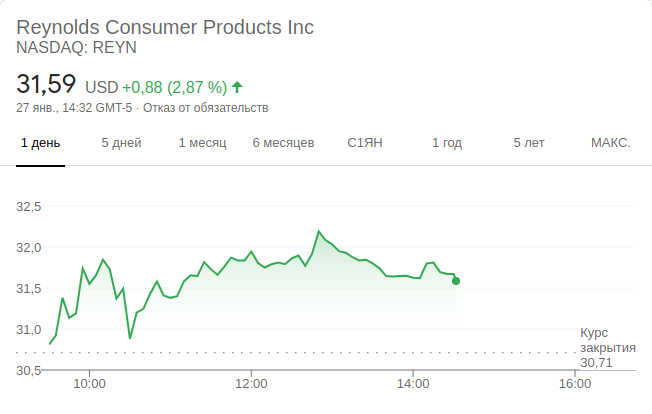 Reynolds Consumer Products Inc
NASDAQ: REYN
31,59 USD +0,88 (2,87 %)
27 янв., 14:32 GMT-5 · Отказ от обязательств
1 день 5 дней 1 месяц 6 месяцев С1ЯН 1 год 5 лет МАКС.
32,5
32,0
31,5
31,0
Курс
закрытия
30,71
30,5
10:00 12:00 14:00 16:00